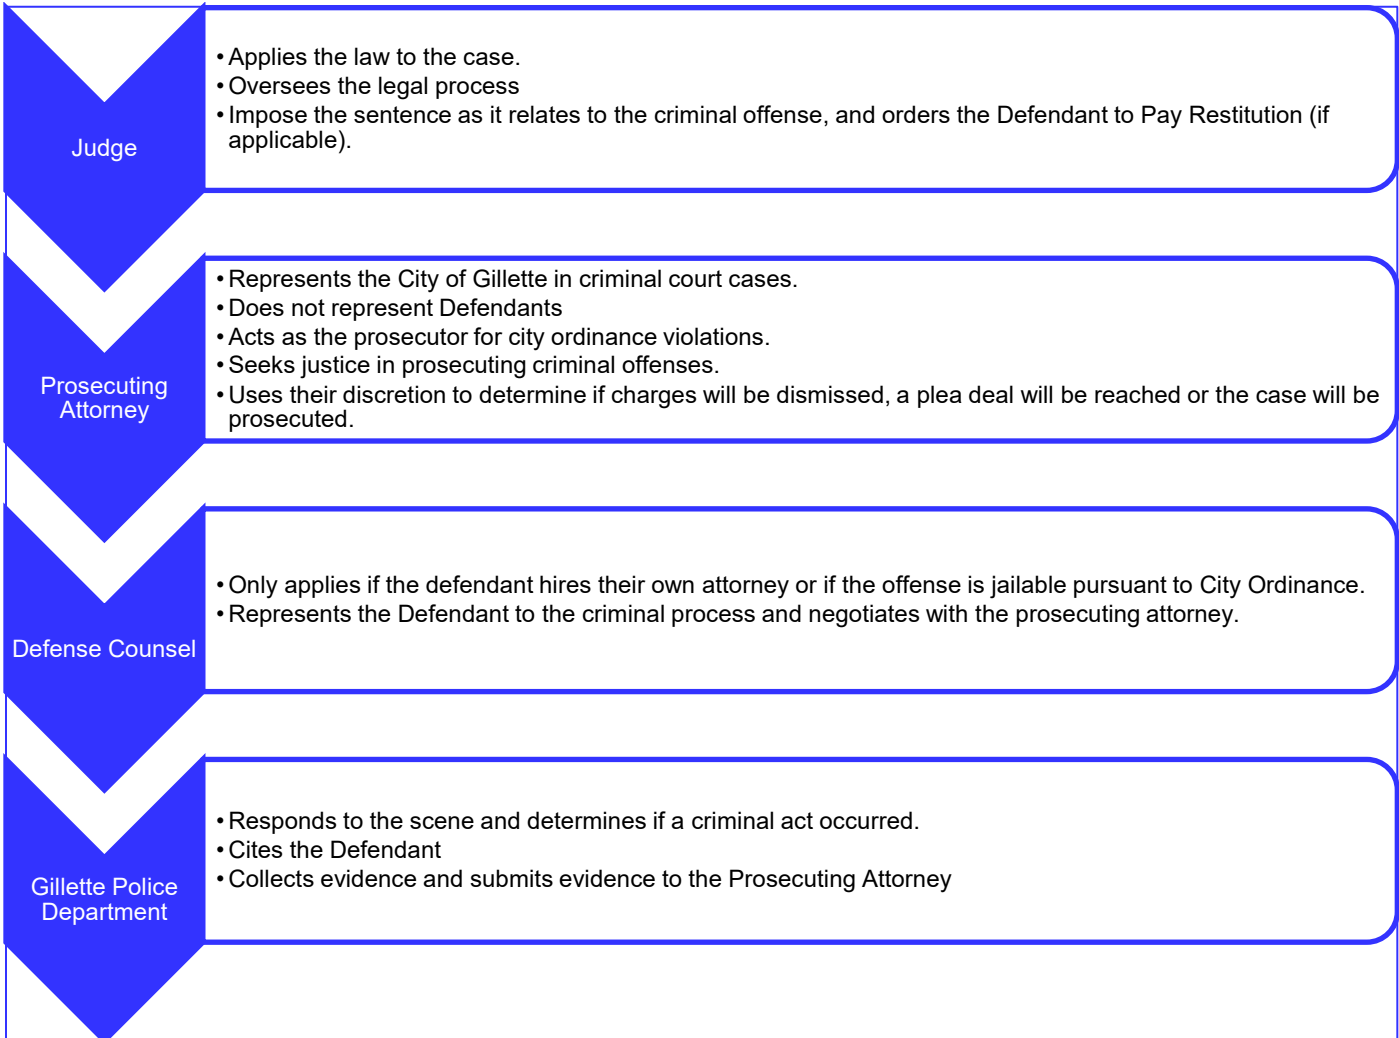 Judge
• Applies the law to the case.
• Oversees the legal process
• Impose the sentence as it relates to the criminal offense, and orders the Defendant to Pay Restitution (if
applicable).
Prosecuting
Attorney
• Represents the City of Gillette in criminal court cases.
• Does not represent Defendants
• Acts as the prosecutor for city ordinance violations.
• Seeks justice in prosecuting criminal offenses.
• Uses their discretion to determine if charges will be dismissed, a plea deal will be reached or the case will be
prosecuted.
Defense Counsel
• Only applies if the defendant hires their own attorney or if the offense is jailable pursuant to City Ordinance.
• Represents the Defendant to the criminal process and negotiates with the prosecuting attorney.
Gillette Police
Department
• Responds to the scene and determines if a criminal act occurred.
• Cites the Defendant
• Collects evidence and submits evidence to the Prosecuting Attorney